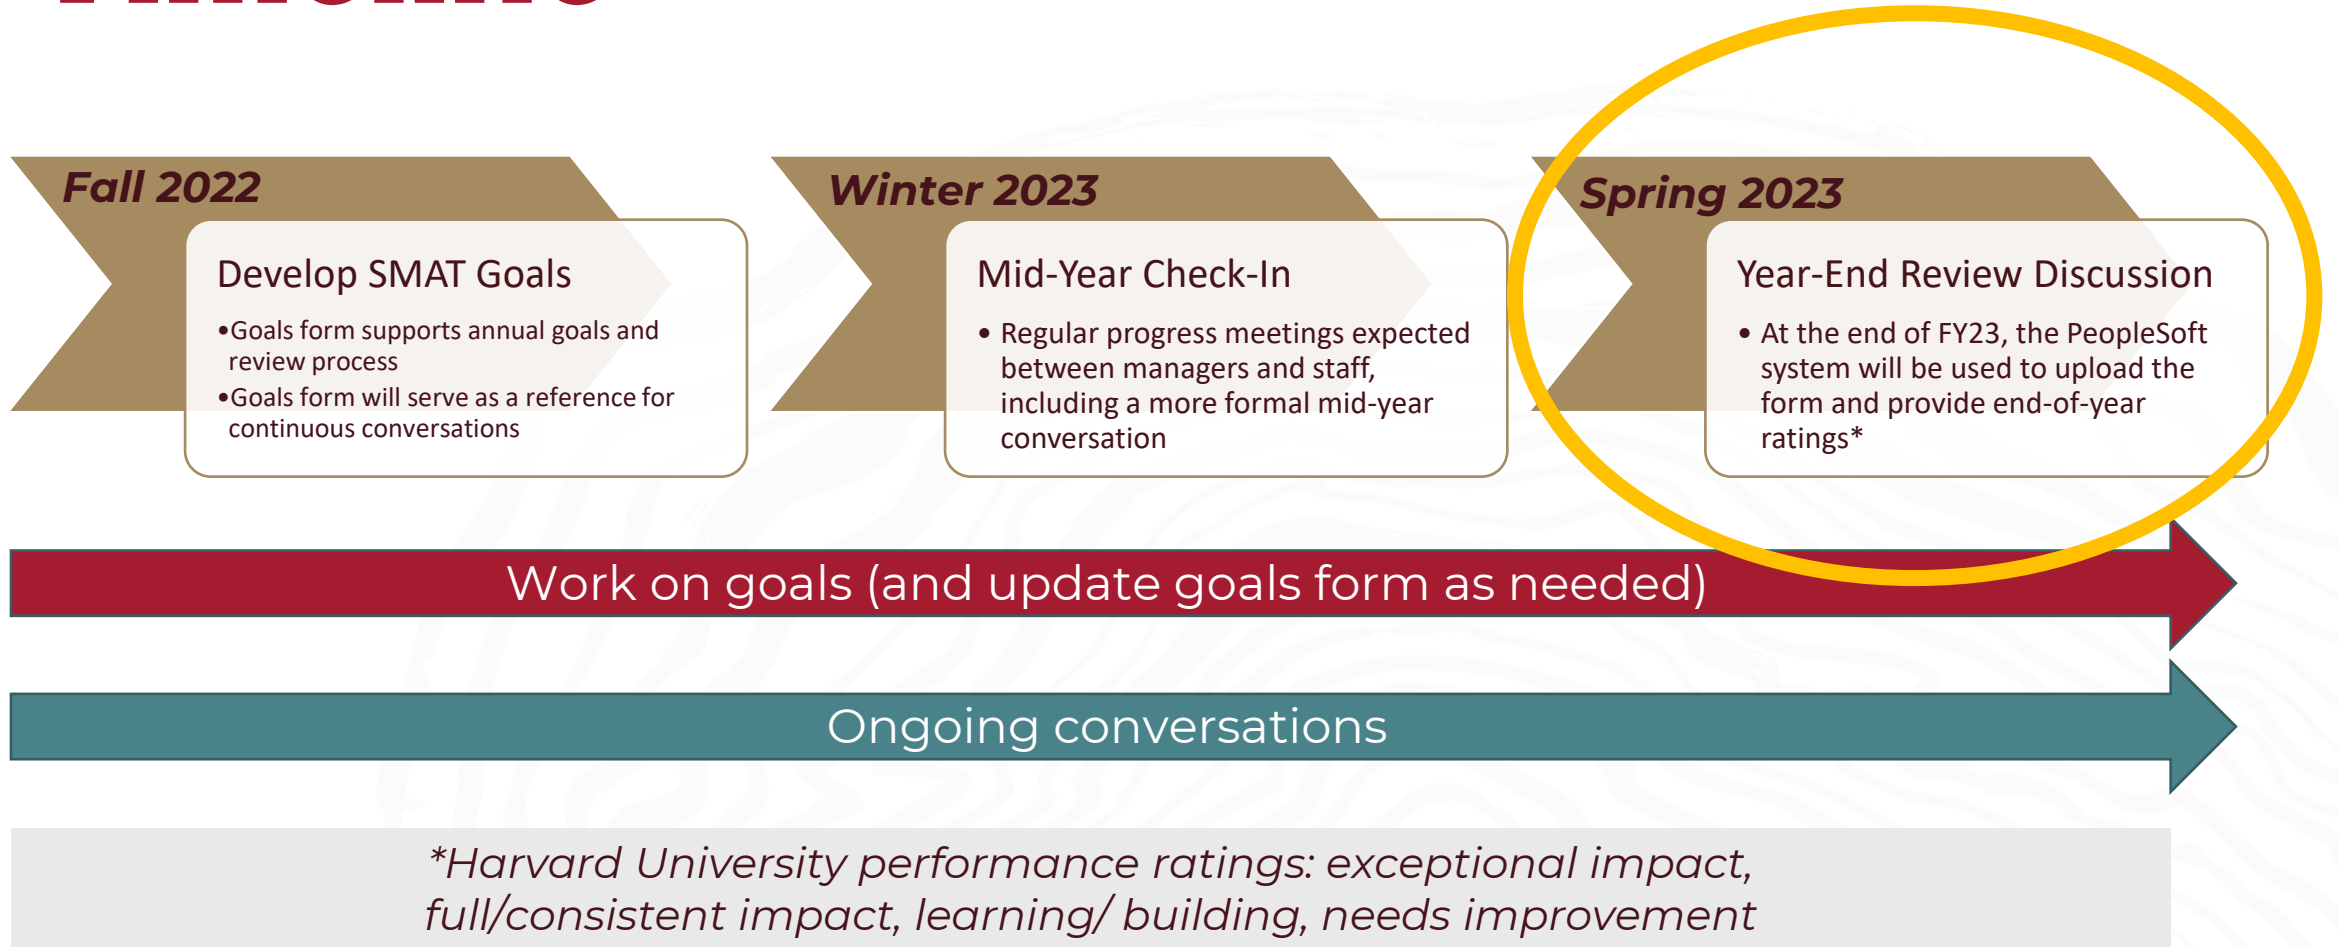 Timeline
Fall 2022
Develop SMAT Goals
•Goals form supports annual goals and
review process
•Goals form will serve as a reference for
continuous conversations
Winter 2023
Mid-Year Check-In
• Regular progress meetings expected
between managers and staff,
including a more formal mid-year
conversation
Spring 2023
Year-End Review Discussion
• At the end of FY23, the PeopleSoft
system will be used to upload the
form and provide end-of-year
ratings*
Work on goals (and update goals form as needed)
Ongoing conversations
*Harvard University performance ratings: exceptional impact,
full/consistent impact, learning/ building, needs improvement